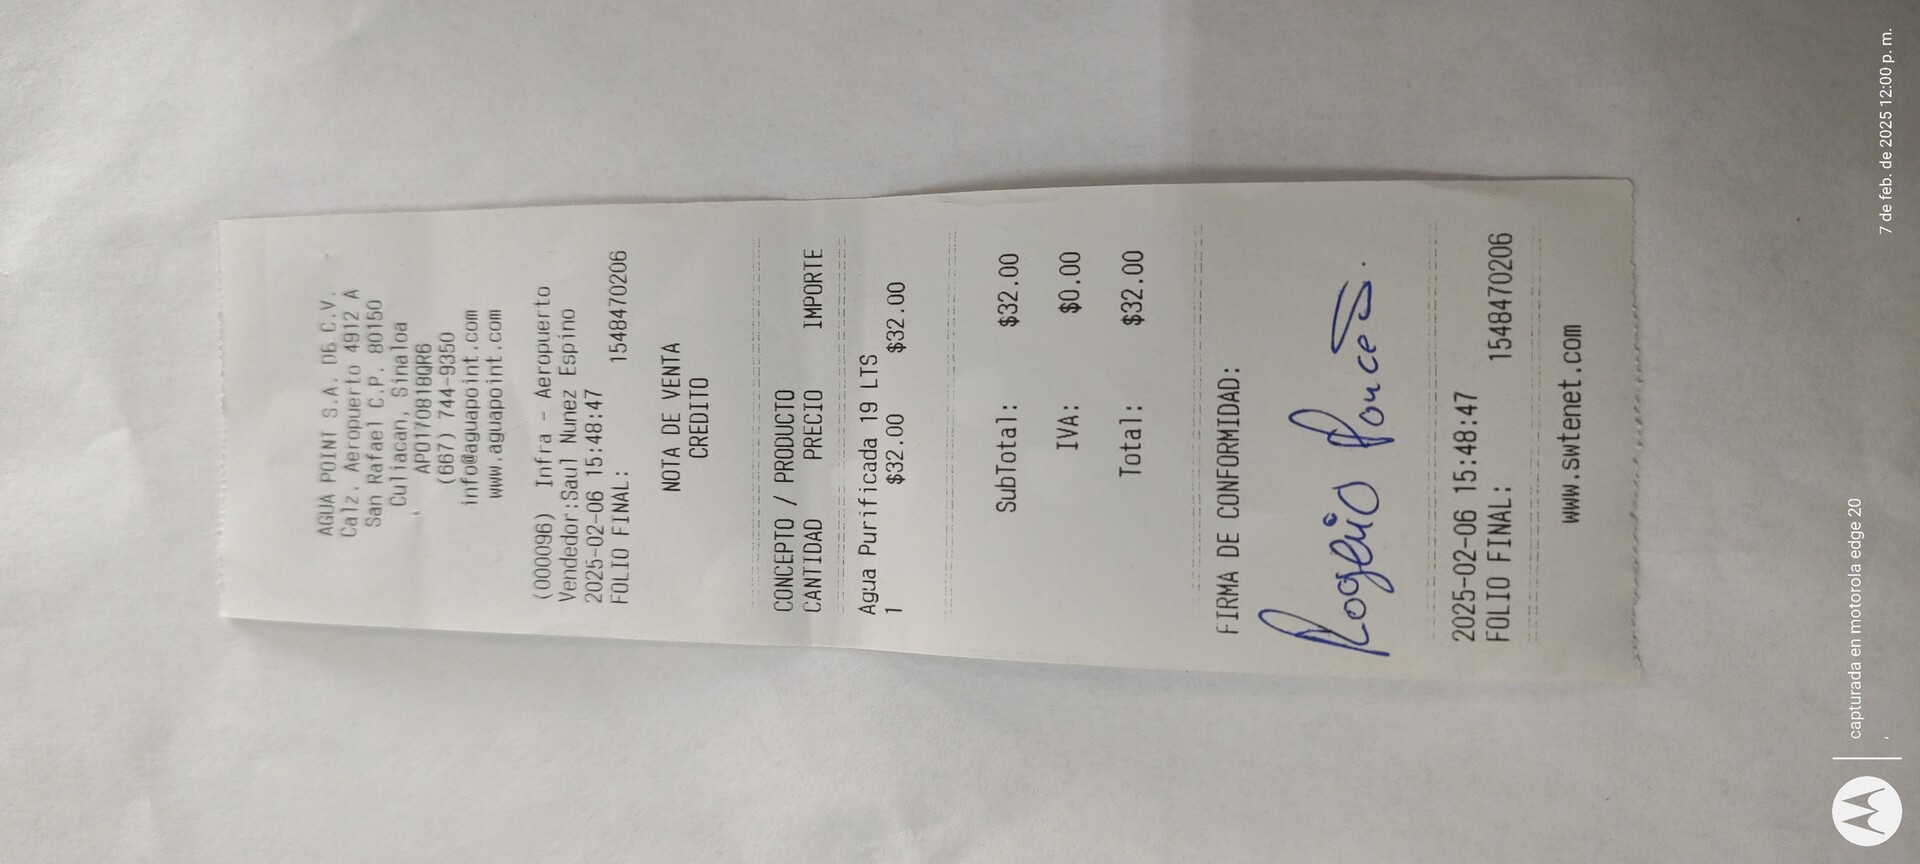 AGUA POINT S.A. DE C.V.
Calz. Aeropuerto 4912 A
San Rafael C.P. 80150
Culiacan, Sinaloa
APO170818QR6
(667) 744-9350
info@aguapoint.com
www.aguapoint.com
(000096) Infra - Aeropuerto
Vendedor:Saul Nunez Espino
2025-02-06 15:48:47
FOLIO FINAL: 1548470206
NOTA DE VENTA
CREDITO
CONCEPTO / PRODUCTO
CANTIDAD PRECIO IMPORTE
Agua Purificada 19 LTS
1 $32.00 $32.00
SubTotal: $32.00
IVA: $0.00
Total: $32.00
FIRMA DE CONFORMIDAD:
Rogelio Ponce
2025-02-06 15:48:47
FOLIO FINAL: 1548470206
www.swtenet.com
capturada en motorola edge 20
7 de feb. de 2025 12:00 p. m.